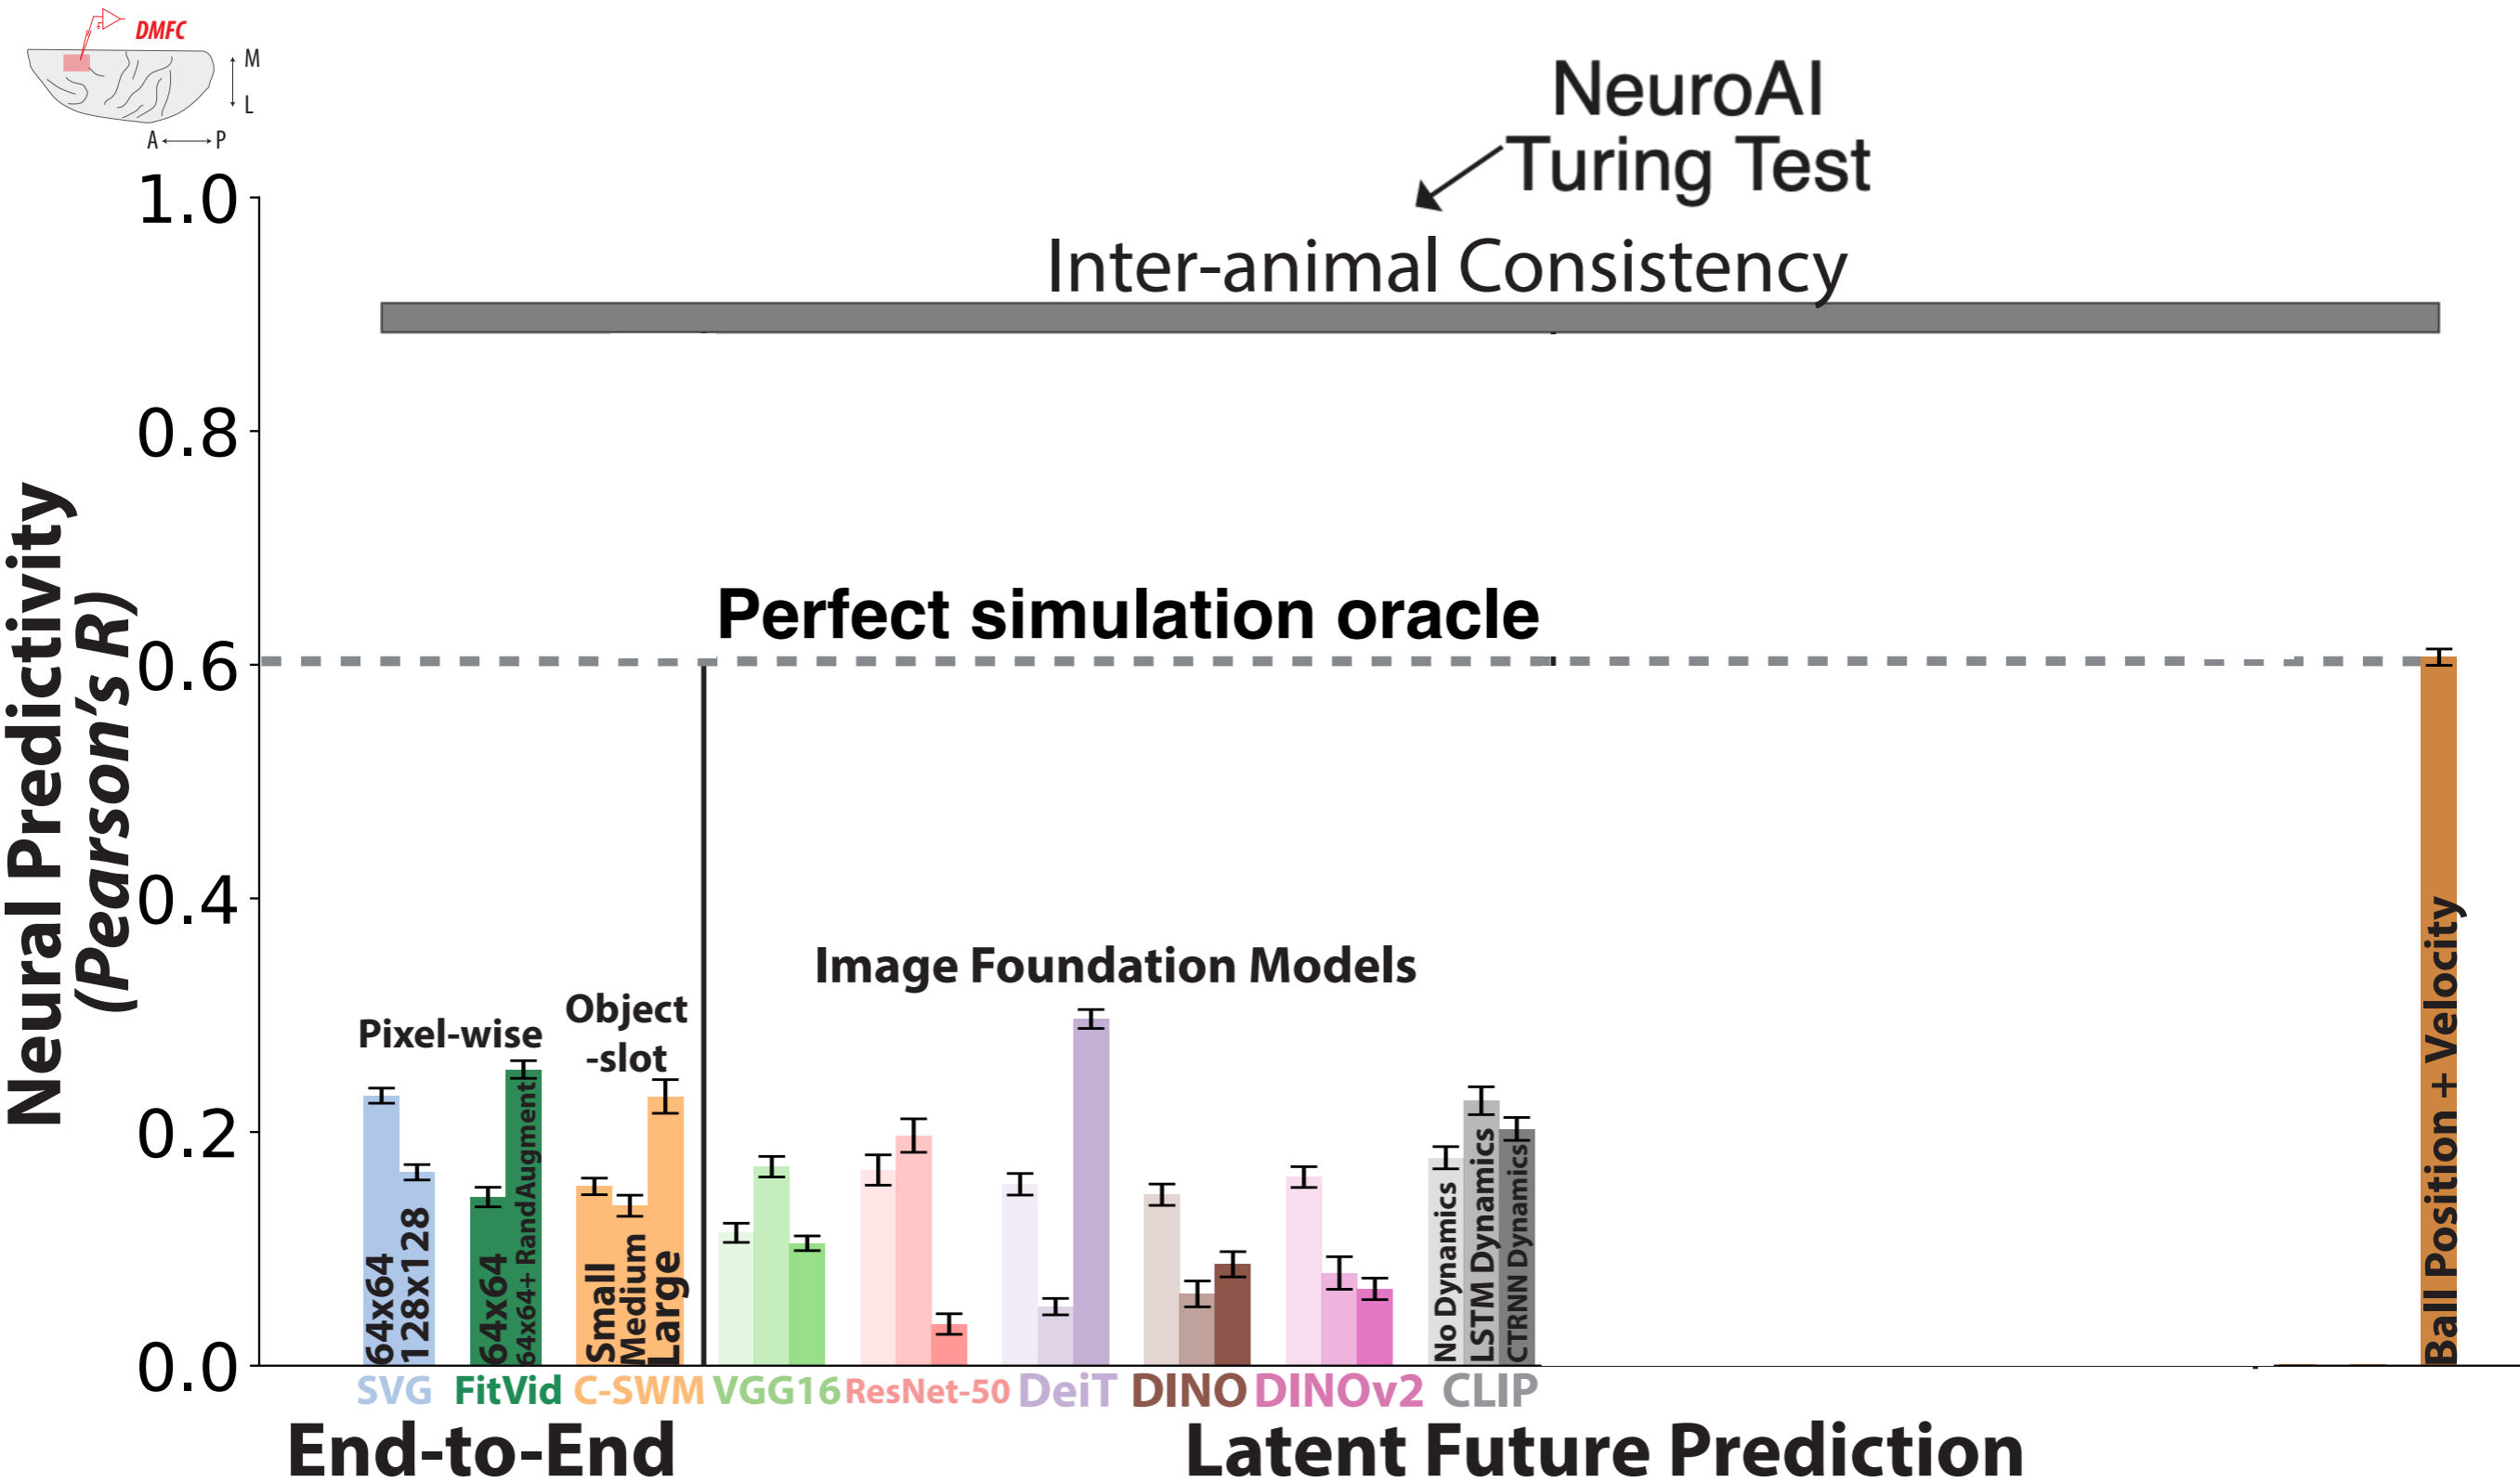 DMFC
M
L
A
P
NeuroAI
Turing Test
Inter-animal Consistency
1.0
0.8
0.6
0.4
0.2
0.0
Neural Predictivity
(Pearson's R)
Perfect simulation oracle
Image Foundation Models
Pixel-wise
Object
-slot
64x64
128x128
64x64
64x64+ RandAugment
Small
Medium
Large
No Dynamics
LSTM Dynamics
CTRNN Dynamics
Ball Position + Velocity
SVG
FitVid
C-SWM
VGG16
ResNet-50
DeiT
DINO
DINOv2
CLIP
End-to-End
Latent Future Prediction